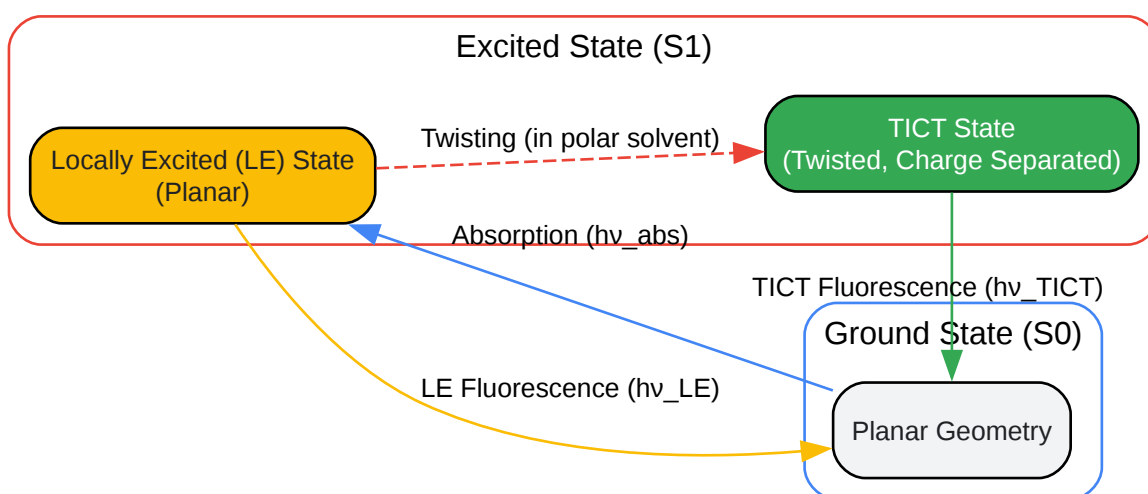 Excited State (S1)
Locally Excited (LE) State
(Planar)
Twisting (in polar solvent)
TICT State
(Twisted, Charge Separated)
Absorption (hν_abs)
TICT Fluorescence (hν_TICT)
Ground State (S0)
LE Fluorescence (hν_LE)
Planar Geometry